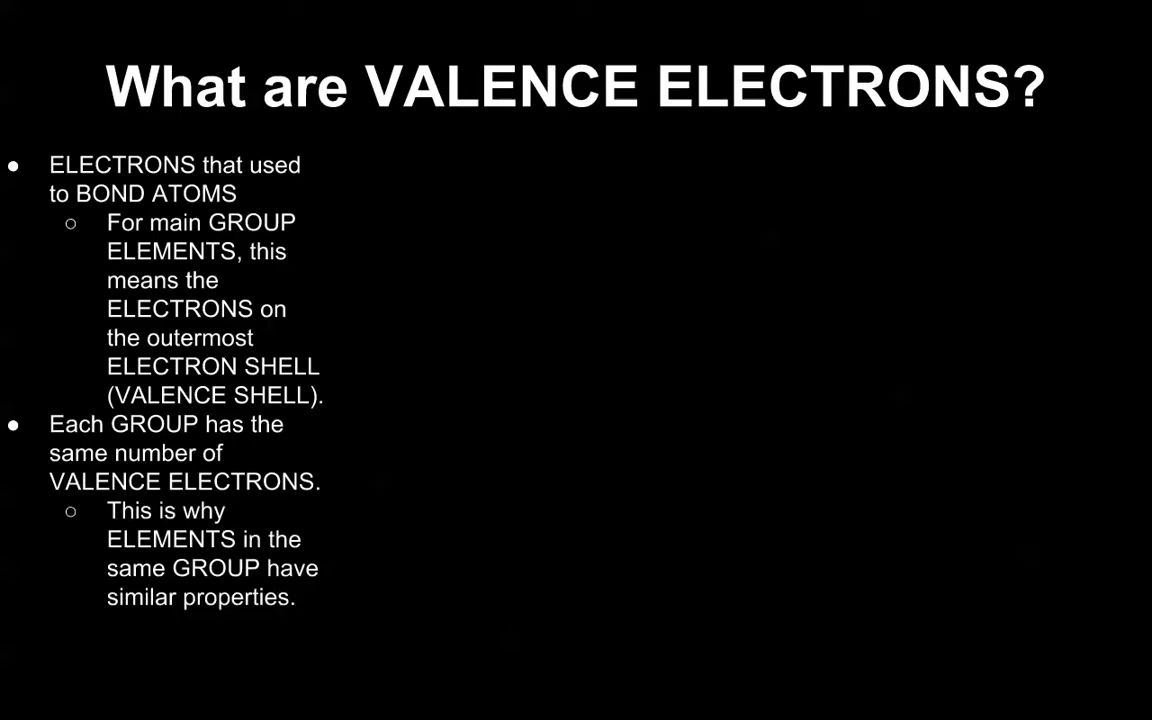 What are VALENCE ELECTRONS?
● ELECTRONS that used
to BOND ATOMS
○ For main GROUP
ELEMENTS, this
means the
ELECTRONS on
the outermost
ELECTRON SHELL
(VALENCE SHELL).
● Each GROUP has the
same number of
VALENCE ELECTRONS.
○ This is why
ELEMENTS in the
same GROUP have
similar properties.